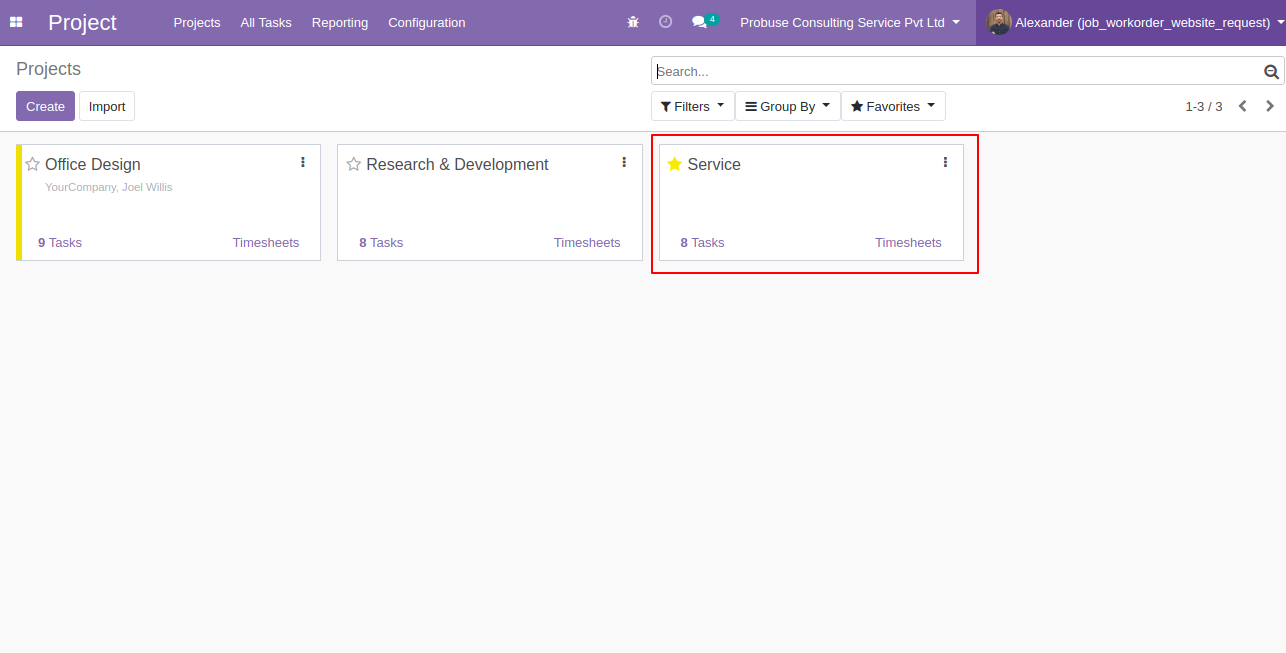 Project Projects All Tasks Reporting Configuration 4 Probuse Consulting Service Pvt Ltd Alexander (job_workorder_website_request)
Projects
Search...
Create Import Filters Group By Favorites 1-3 / 3
Office Design
YourCompany, Joel Willis
9 Tasks Timesheets
Research & Development
8 Tasks Timesheets
Service
8 Tasks Timesheets